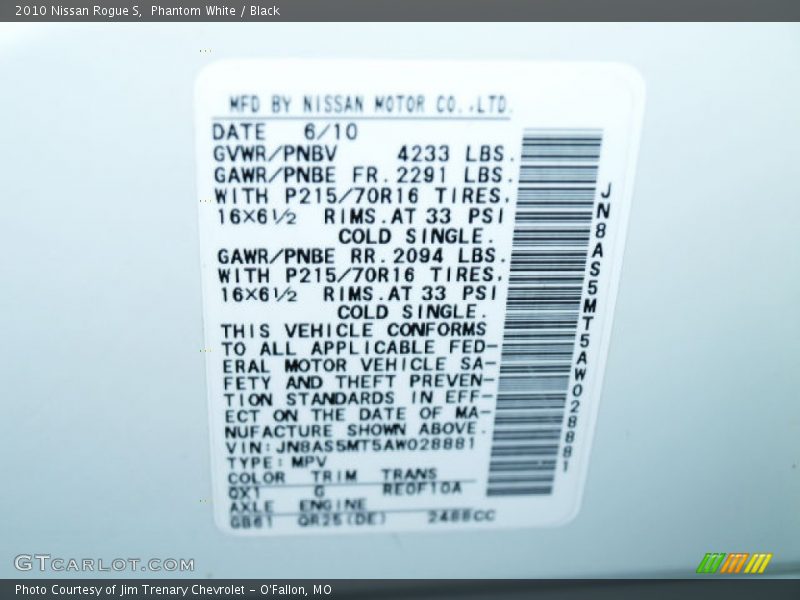 2010 Nissan Rogue S,  Phantom White / Black
MFD BY NISSAN MOTOR CO.,LTD.
DATE 6/10
GVWR/PNBV 4233 LBS.
GAWR/PNBE FR. 2291 LBS.
WITH P215/70R16 TIRES,
16X6½ RIMS.AT 33 PSI
COLD SINGLE.
GAWR/PNBE RR. 2094 LBS.
WITH P215/70R16 TIRES,
16X6½ RIMS.AT 33 PSI
COLD SINGLE.
THIS VEHICLE CONFORMS
TO ALL APPLICABLE FED-
ERAL MOTOR VEHICLE SA-
FETY AND THEFT PREVEN-
TION STANDARDS IN EFF-
ECT ON THE DATE OF MA-
NUFACTURE SHOWN ABOVE.
VIN:JN8AS5MT5AW028881
TYPE: MPV
COLOR TRIM TRANS
QX1 G RE0F10A
AXLE ENGINE
GB61 QR25(DE) 2488CC
JN8AS5MT5AW028881
GTCARLOT.COM
Photo Courtesy of Jim Trenary Chevrolet - O'Fallon, MO